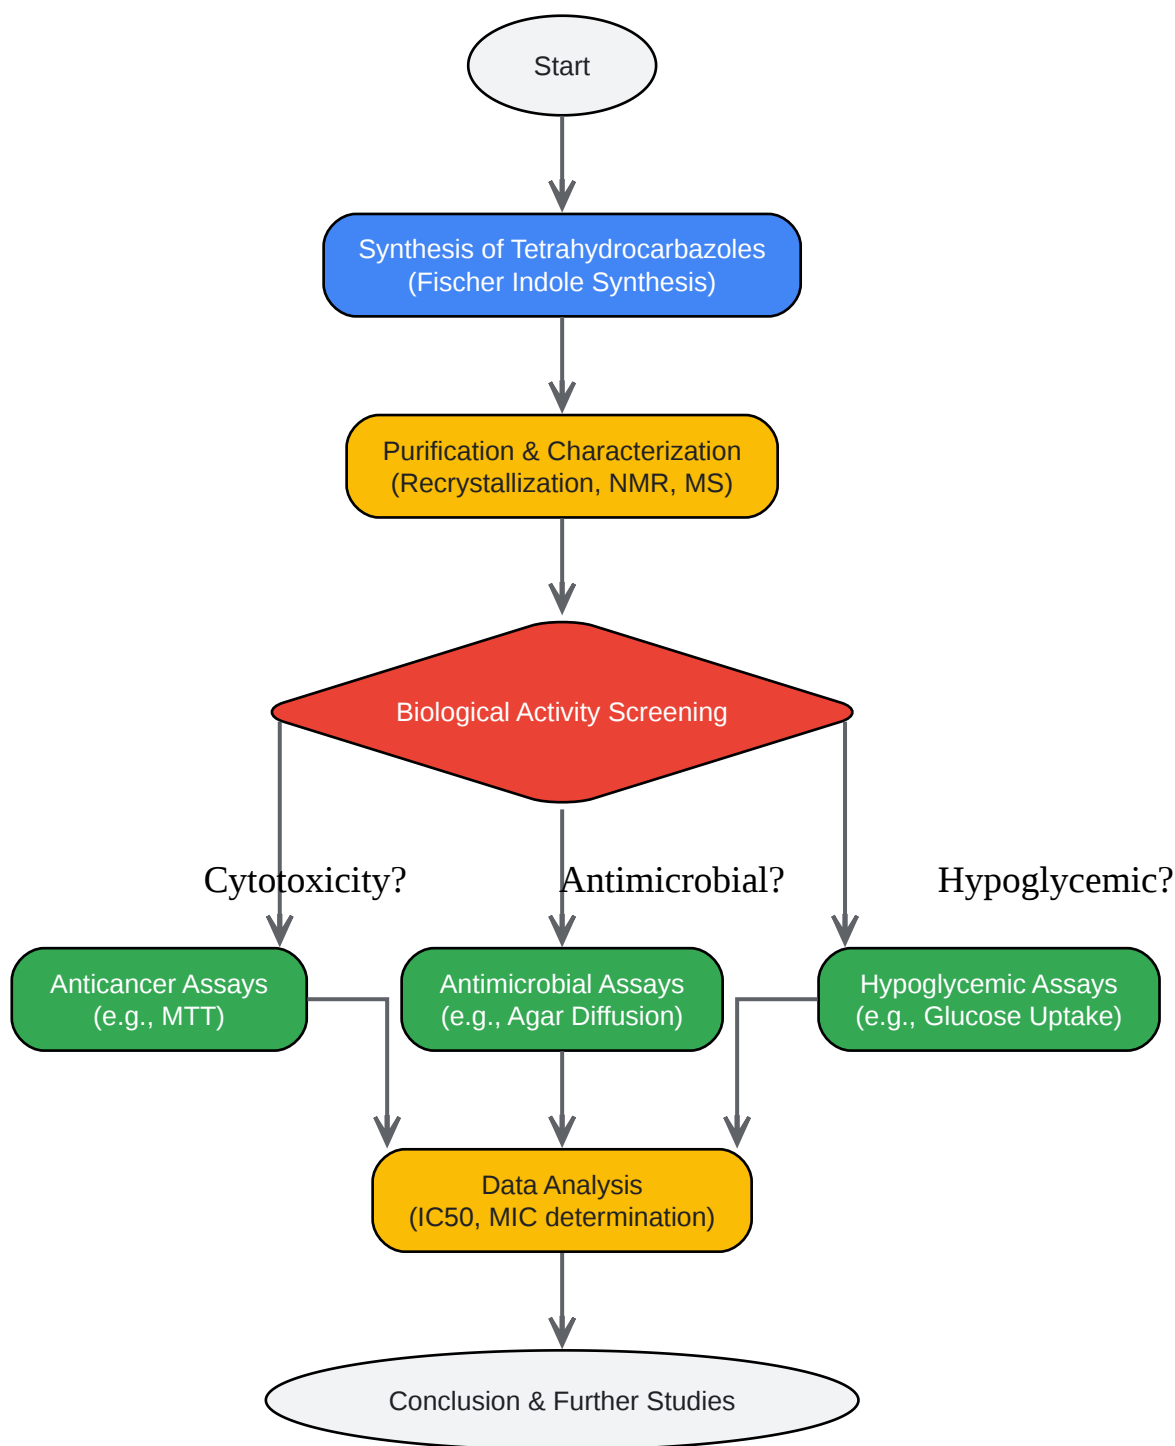 Start
Synthesis of Tetrahydrocarbazoles
(Fischer Indole Synthesis)
Purification & Characterization
(Recrystallization, NMR, MS)
Biological Activity Screening
Cytotoxicity?
Antimicrobial?
Hypoglycemic?
Anticancer Assays
(e.g., MTT)
Antimicrobial Assays
(e.g., Agar Diffusion)
Hypoglycemic Assays
(e.g., Glucose Uptake)
Data Analysis
(IC50, MIC determination)
Conclusion & Further Studies